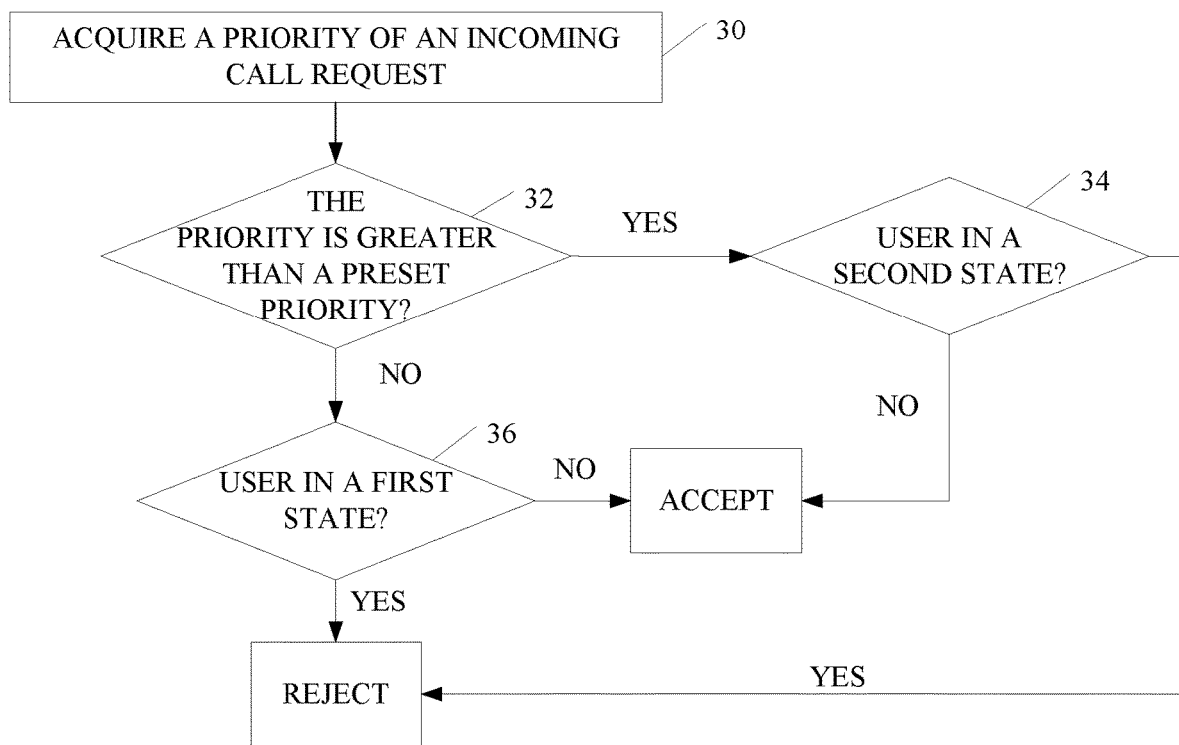 ACQUIRE A PRIORITY OF AN INCOMING
CALL REQUEST
30
THE
PRIORITY IS GREATER
THAN A PRESET
PRIORITY?
32
YES
USER IN A
SECOND STATE?
34
NO
NO
USER IN A FIRST
STATE?
36
NO
ACCEPT
YES
REJECT
YES